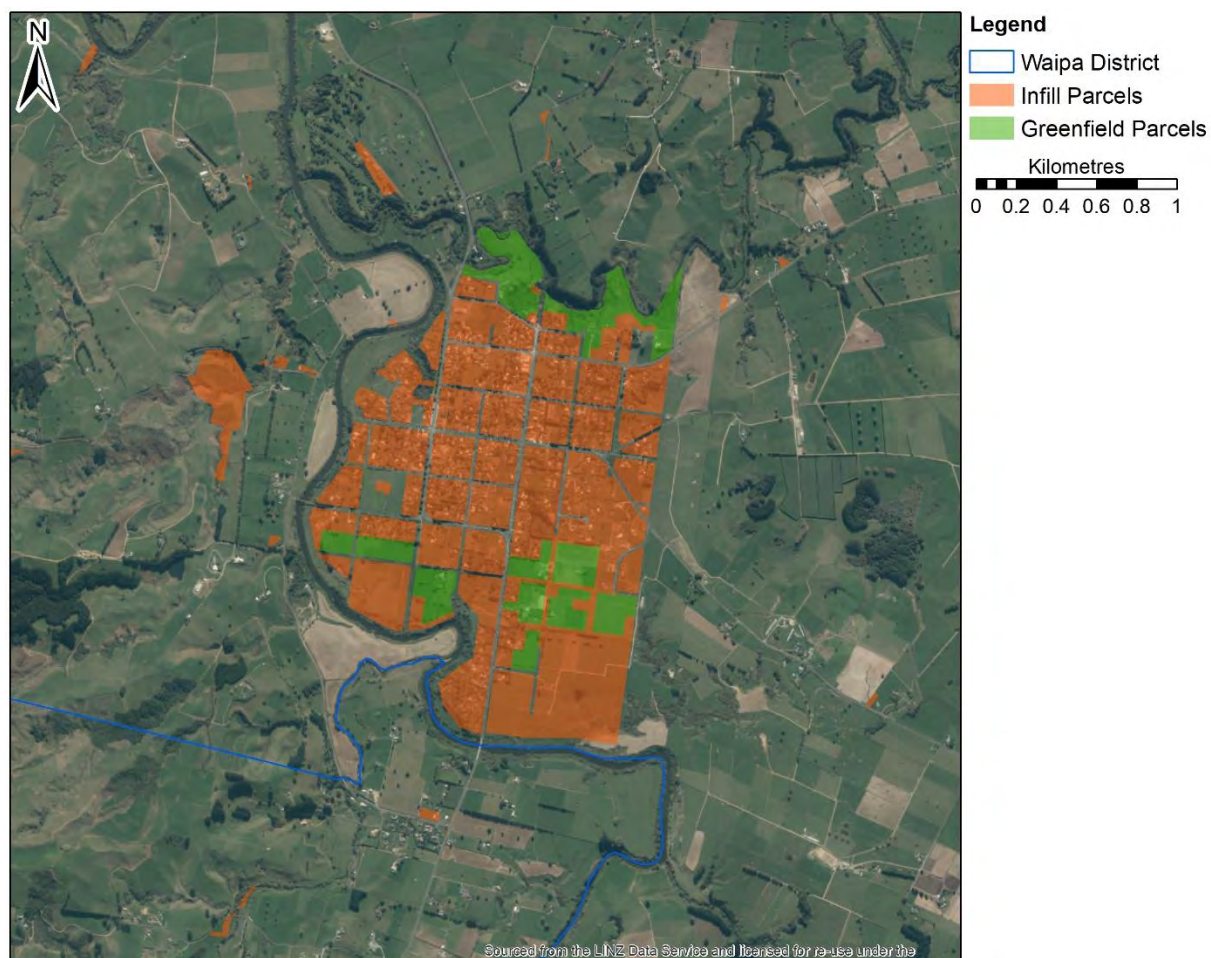 N
Legend
Waipa District
Infill Parcels
Greenfield Parcels
Kilometres
0 0.2 0.4 0.6 0.8 1
Sourced from the LINZ Data Service and licensed for re-use under the